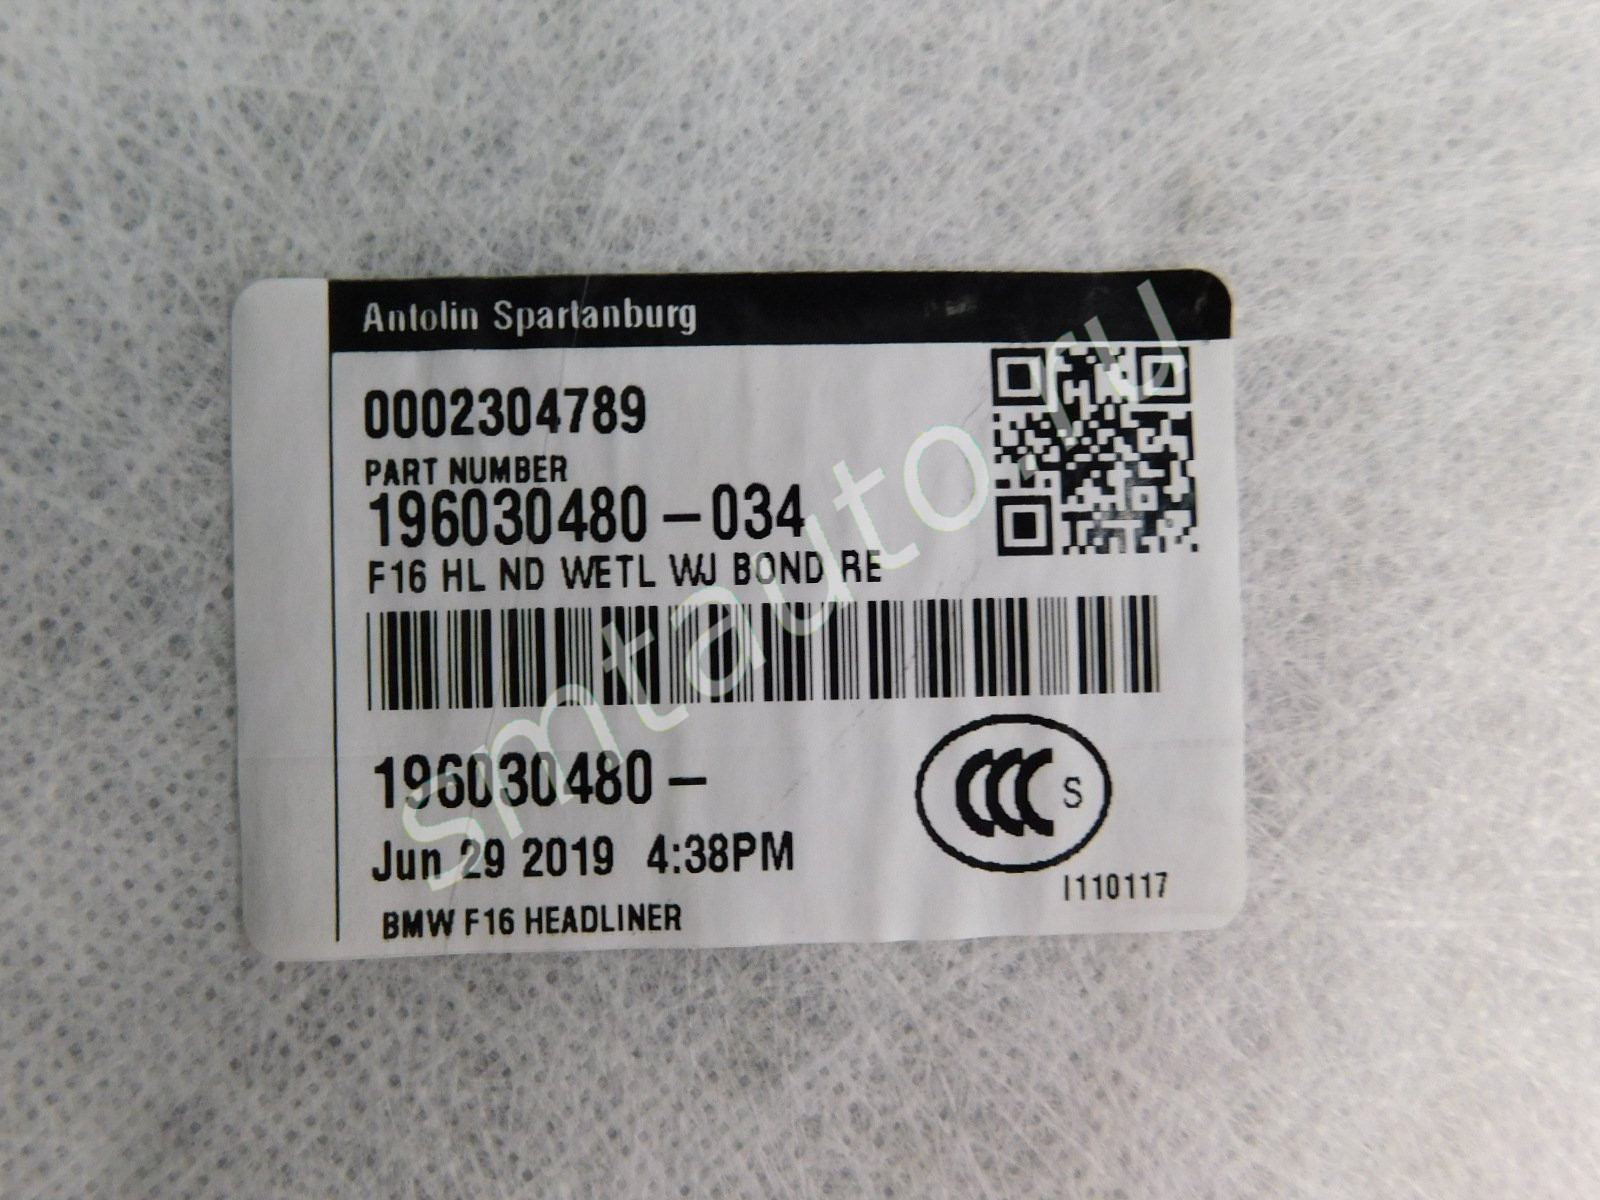 Antolin Spartanburg
0002304789
PART NUMBER
196030480-034
F16 HL ND WETL WJ BOND RE
196030480-
CCC S
Jun 29 2019 4:38PM
I110117
BMW F16 HEADLINER
smtauto.ru